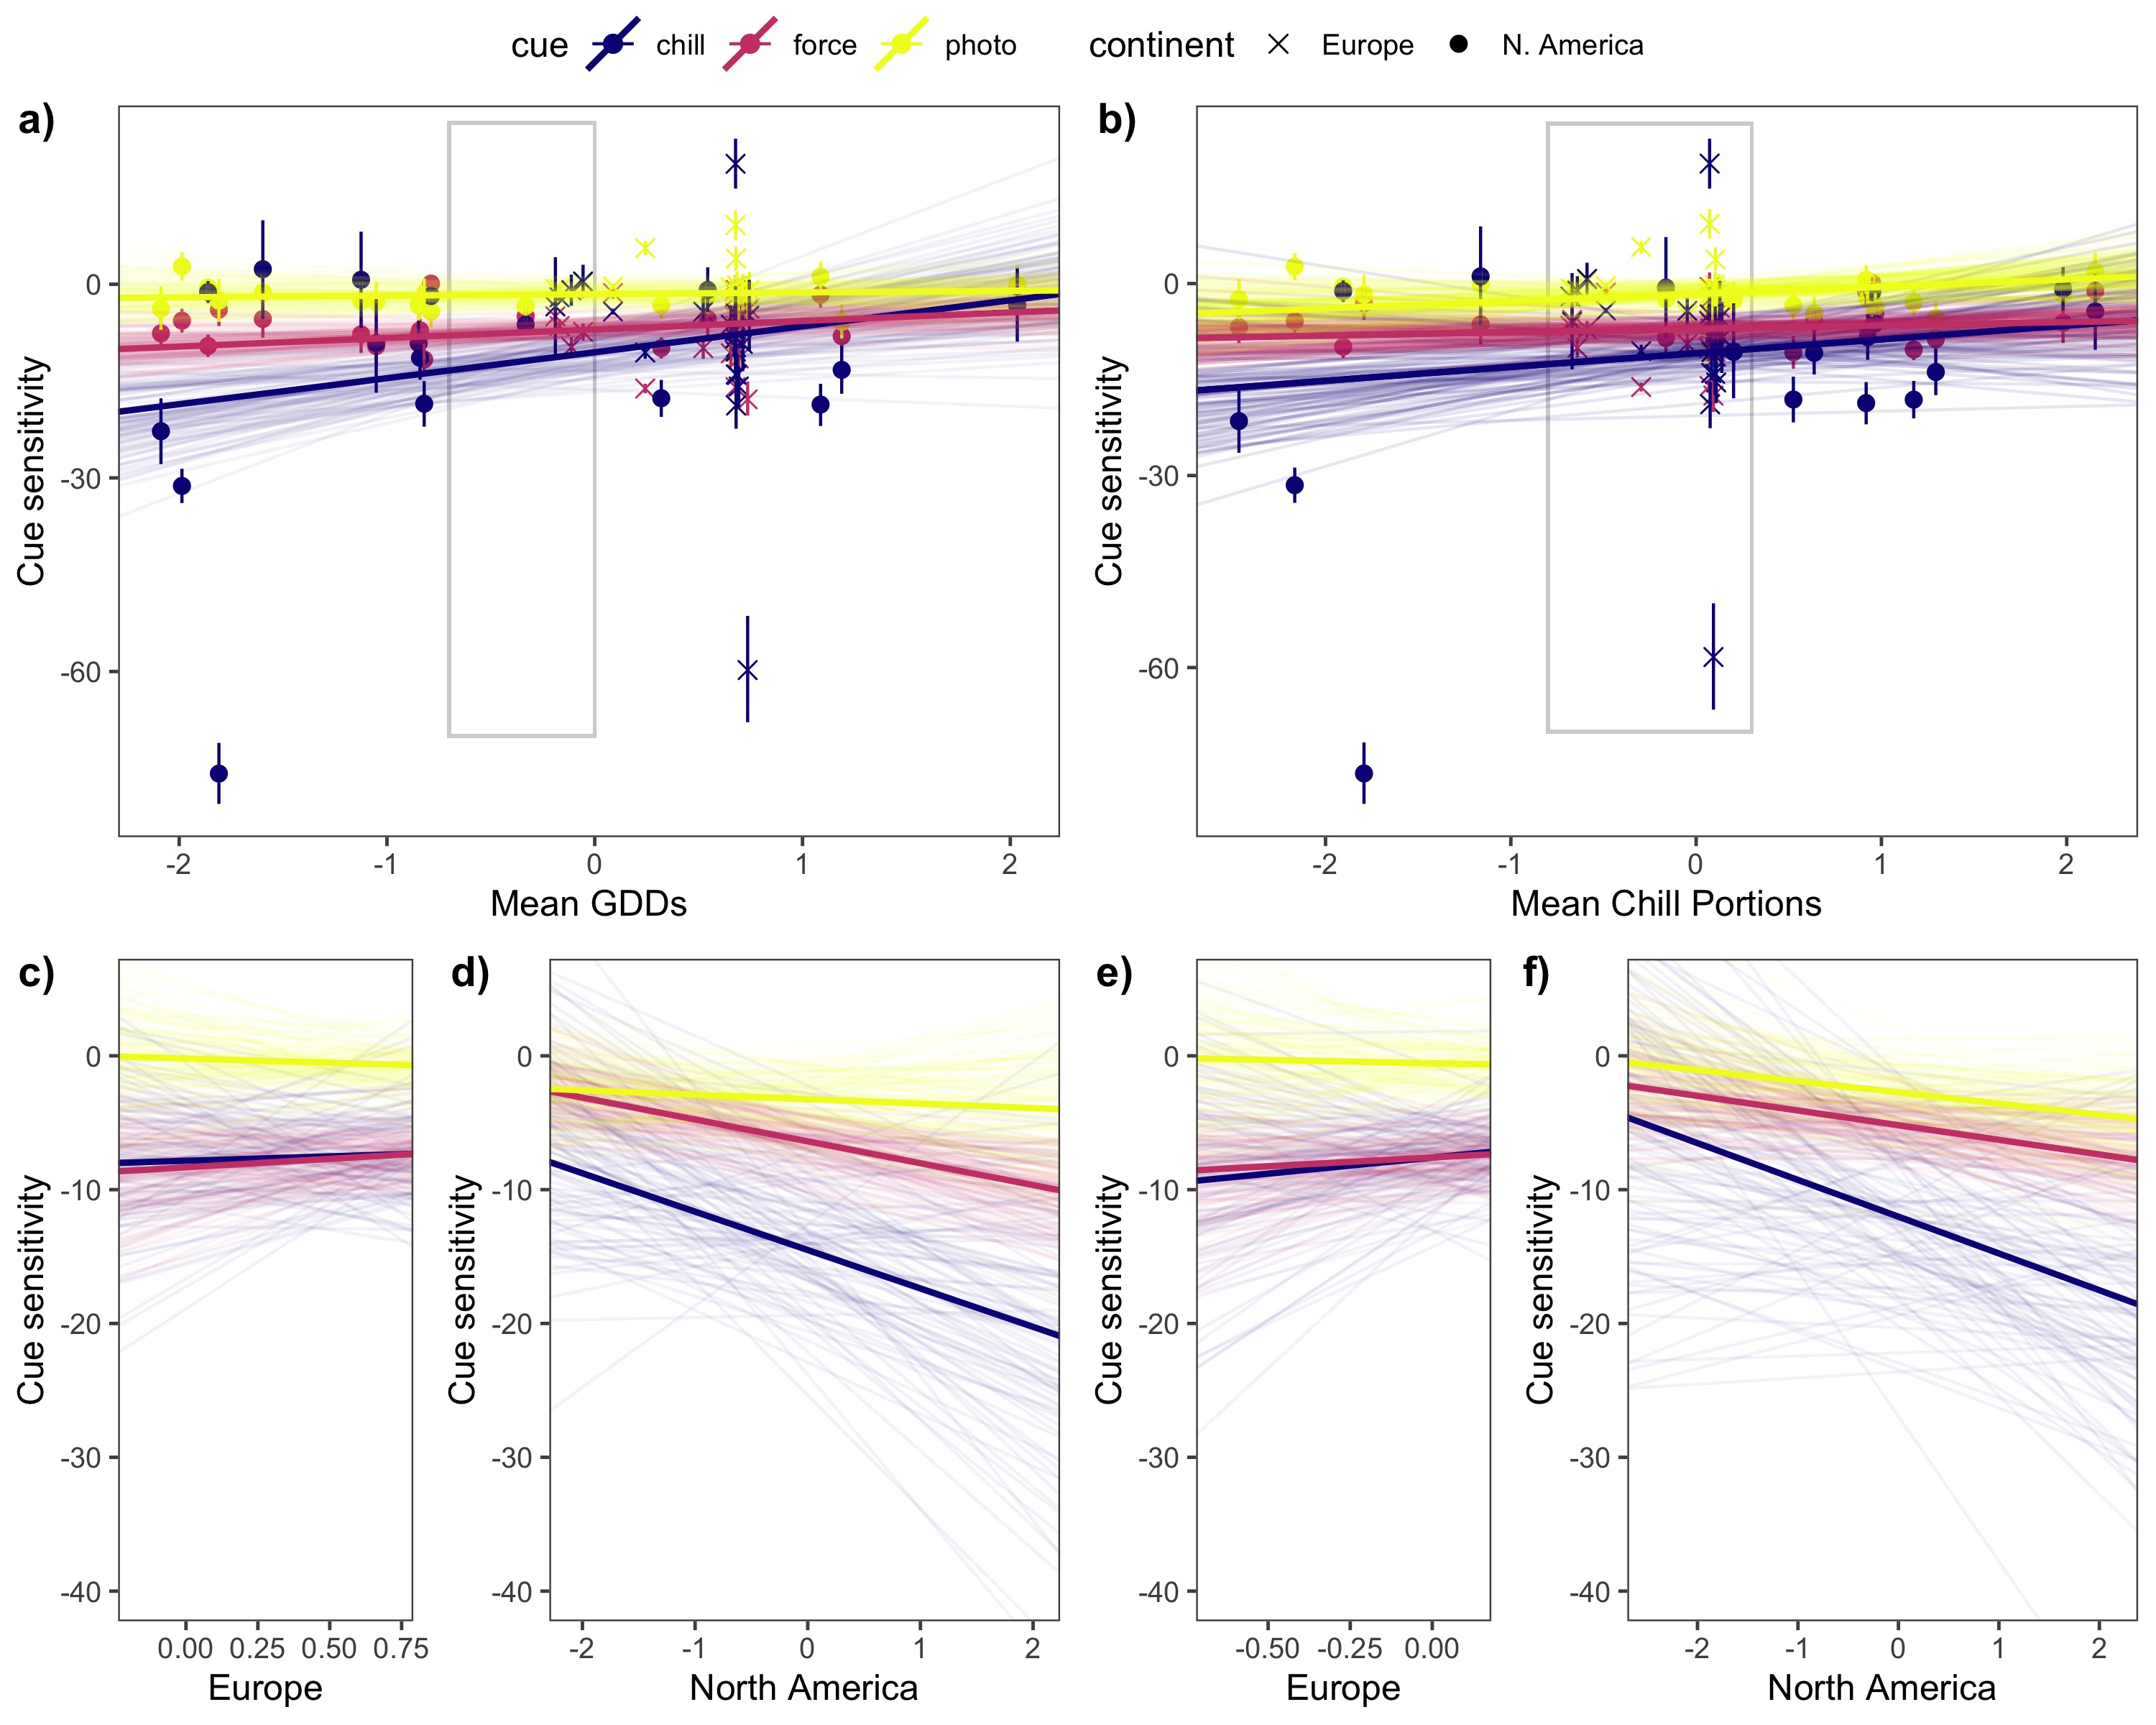 cue chill force photo continent Europe N. America
a)
Cue sensitivity
0
-30
-60
-2 -1 0 1 2
Mean GDDs
b)
Cue sensitivity
0
-30
-60
-2 -1 0 1 2
Mean Chill Portions
c)
Cue sensitivity
0
-10
-20
-30
-40
0.00 0.25 0.50 0.75
Europe
d)
Cue sensitivity
0
-10
-20
-30
-40
-2 -1 0 1 2
North America
e)
Cue sensitivity
0
-10
-20
-30
-40
-0.50 -0.25 0.00
Europe
f)
Cue sensitivity
0
-10
-20
-30
-40
-2 -1 0 1 2
North America